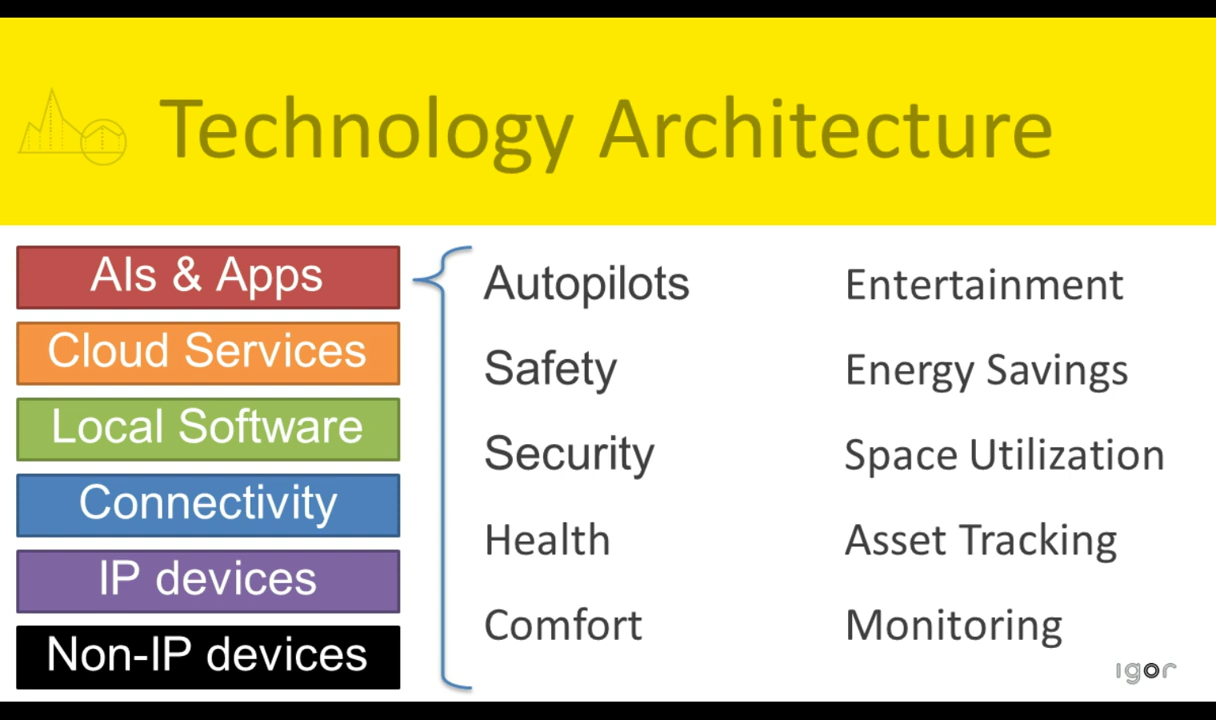 Technology Architecture
AIs & Apps
Cloud Services
Local Software
Connectivity
IP devices
Non-IP devices
Autopilots
Safety
Security
Health
Comfort
Entertainment
Energy Savings
Space Utilization
Asset Tracking
Monitoring
igor